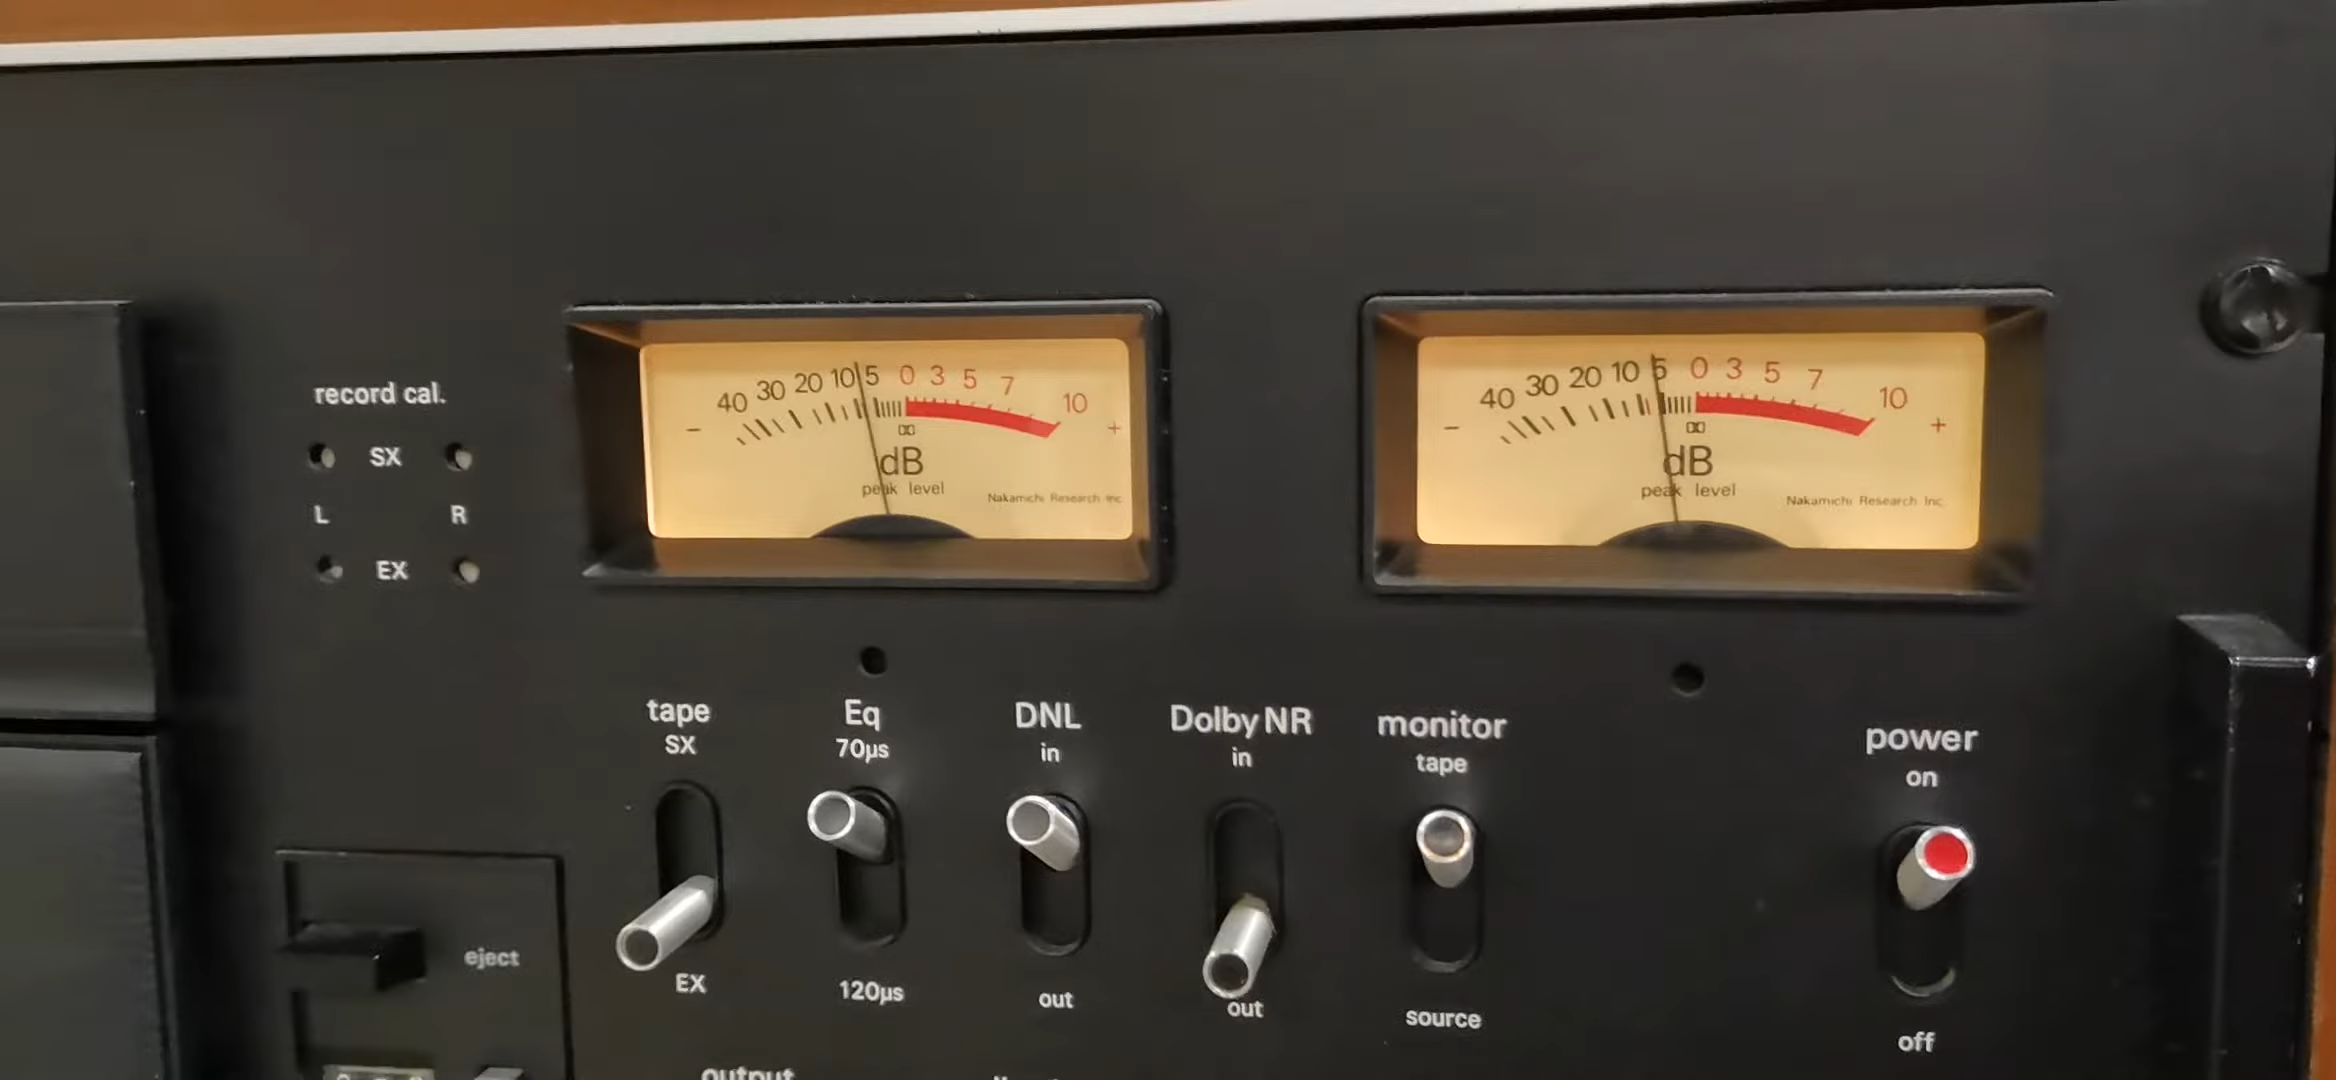 record cal.
SX
L R
EX
40 30 20 10 5 0 3 5 7 10
- +
dB
peak level
Nakamichi Research Inc
40 30 20 10 5 0 3 5 7 10
- +
dB
peak level
Nakamichi Research Inc
tape
SX
EX
Eq
70µs
120µs
DNL
in
out
Dolby NR
in
out
monitor
tape
source
power
on
off
eject
output